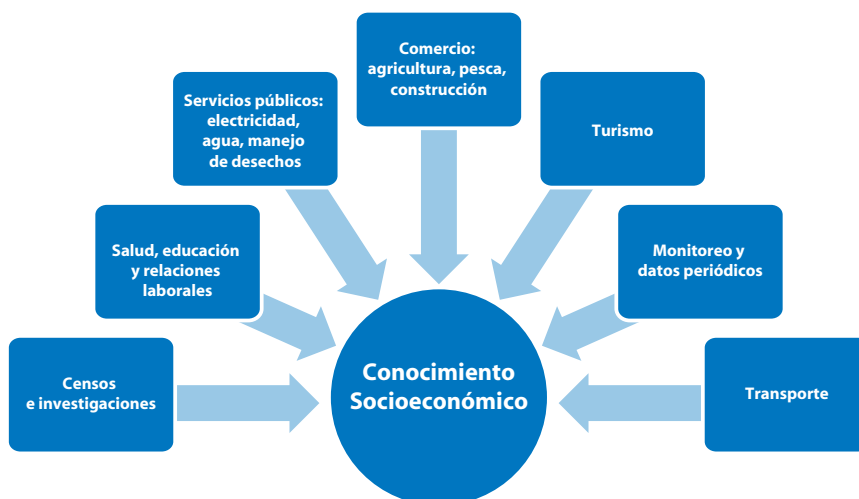 Comercio:
agricultura, pesca,
construcción
Servicios públicos:
electricidad,
agua, manejo
de desechos
Turismo
Salud, educación
y relaciones
laborales
Monitoreo y
datos periódicos
Censos
e investigaciones
Conocimiento
Socioeconómico
Transporte